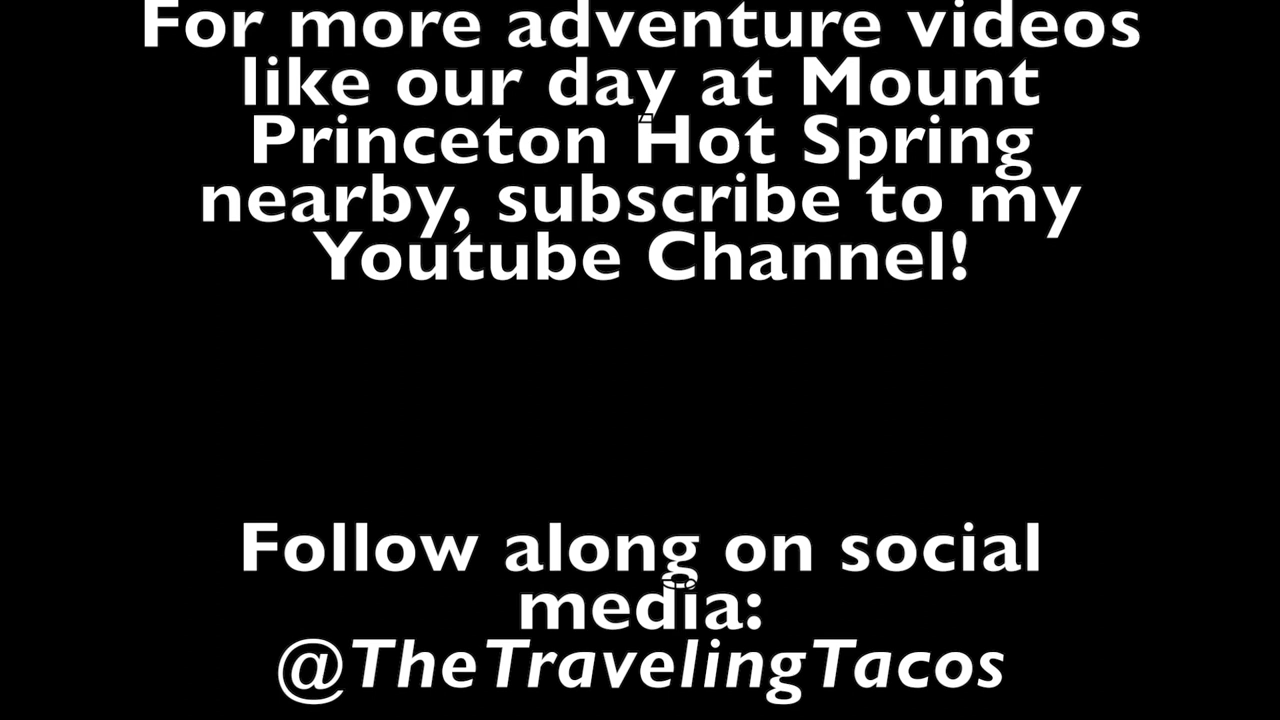 For more adventure videos
like our day at Mount
Princeton Hot Spring
nearby, subscribe to my
Youtube Channel!
Follow along on social
media:
@TheTravelingTacos